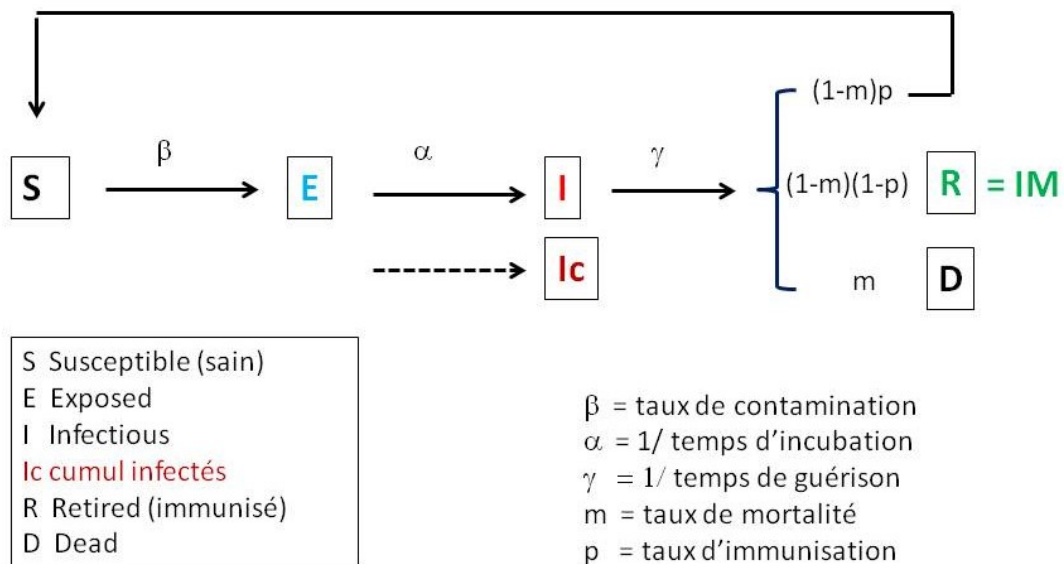 (1-m)p
β
α
γ
S
E
I
(1-m)(1-p)
R
= IM
Ic
m
D
S Susceptible (sain)
E Exposed
I Infectious
Ic cumul infectés
R Retired (immunisé)
D Dead
β = taux de contamination
α = 1/ temps d'incubation
γ = 1/ temps de guérison
m = taux de mortalité
p = taux d'immunisation